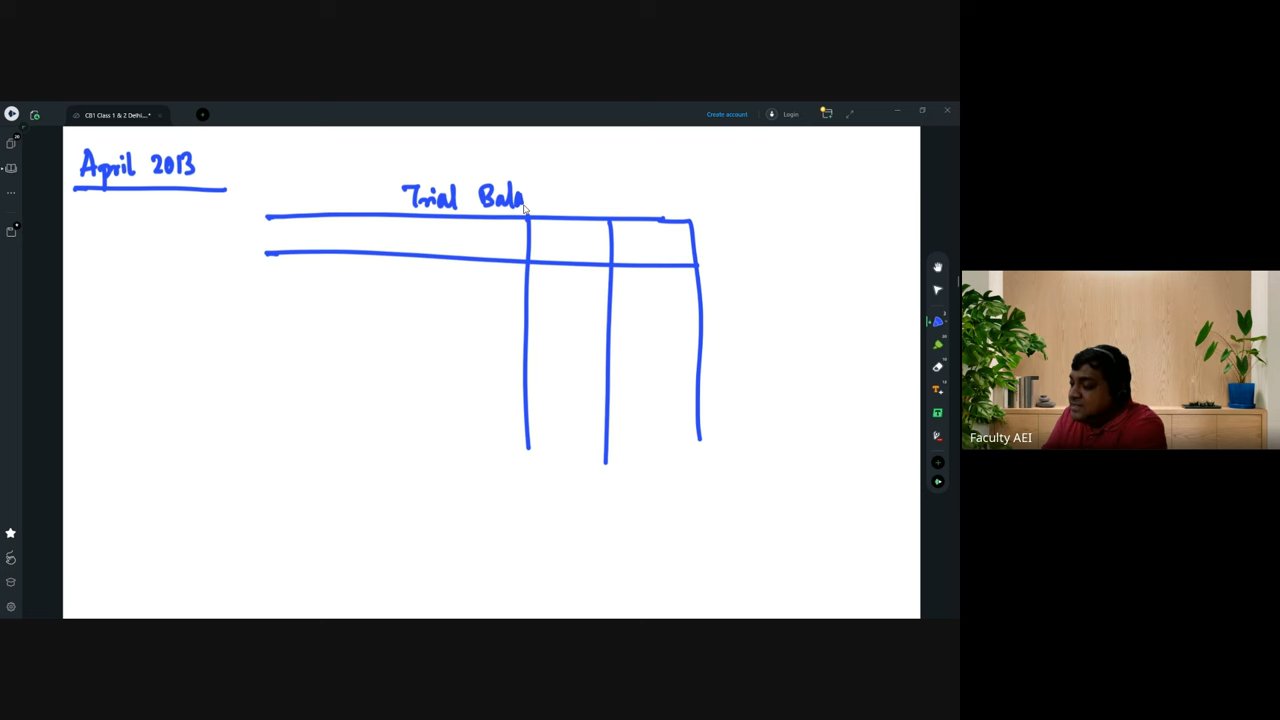 CB1 Class 1 & 2 Delhi...*
Create account
Login
April 2013
Trial Bala
Faculty AEI